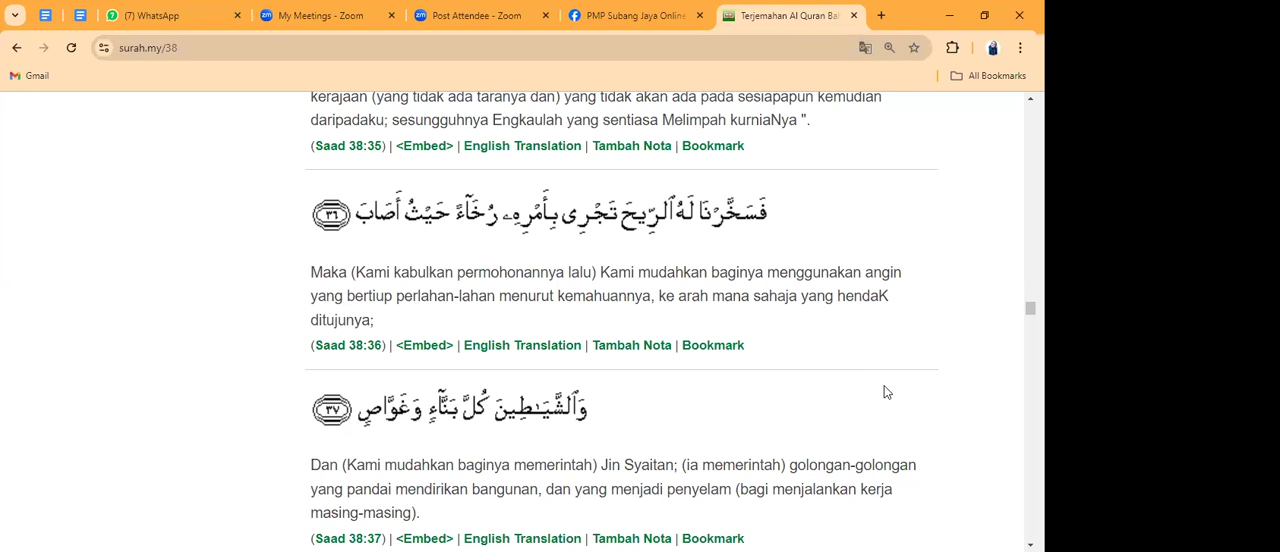 (7) WhatsApp
My Meetings - Zoom
Post Attendee - Zoom
PMP Subang Jaya Online
Terjemahan Al Quran Bah
surah.my/38
Gmail
All Bookmarks
kerajaan (yang tidak ada taranya dan) yang tidak akan ada pada sesiapapun kemudian
daripadaku; sesungguhnya Engkaulah yang sentiasa Melimpah kurniaNya ".
(Saad 38:35) | <Embed> | English Translation | Tambah Nota | Bookmark
فَسَخَّرْنَا لَهُ ٱلرِّيحَ تَجْرِى بِأَمْرِهِۦ رُخَآءً حَيْثُ أَصَابَ ٣٦
Maka (Kami kabulkan permohonannya lalu) Kami mudahkan baginya menggunakan angin
yang bertiup perlahan-lahan menurut kemahuannya, ke arah mana sahaja yang hendaK
ditujunya;
(Saad 38:36) | <Embed> | English Translation | Tambah Nota | Bookmark
وَٱلشَّيَـٰطِينَ كُلَّ بَنَّآءٍ وَغَوَّاصٍ ٣٧
Dan (Kami mudahkan baginya memerintah) Jin Syaitan; (ia memerintah) golongan-golongan
yang pandai mendirikan bangunan, dan yang menjadi penyelam (bagi menjalankan kerja
masing-masing).
(Saad 38:37) | <Embed> | English Translation | Tambah Nota | Bookmark